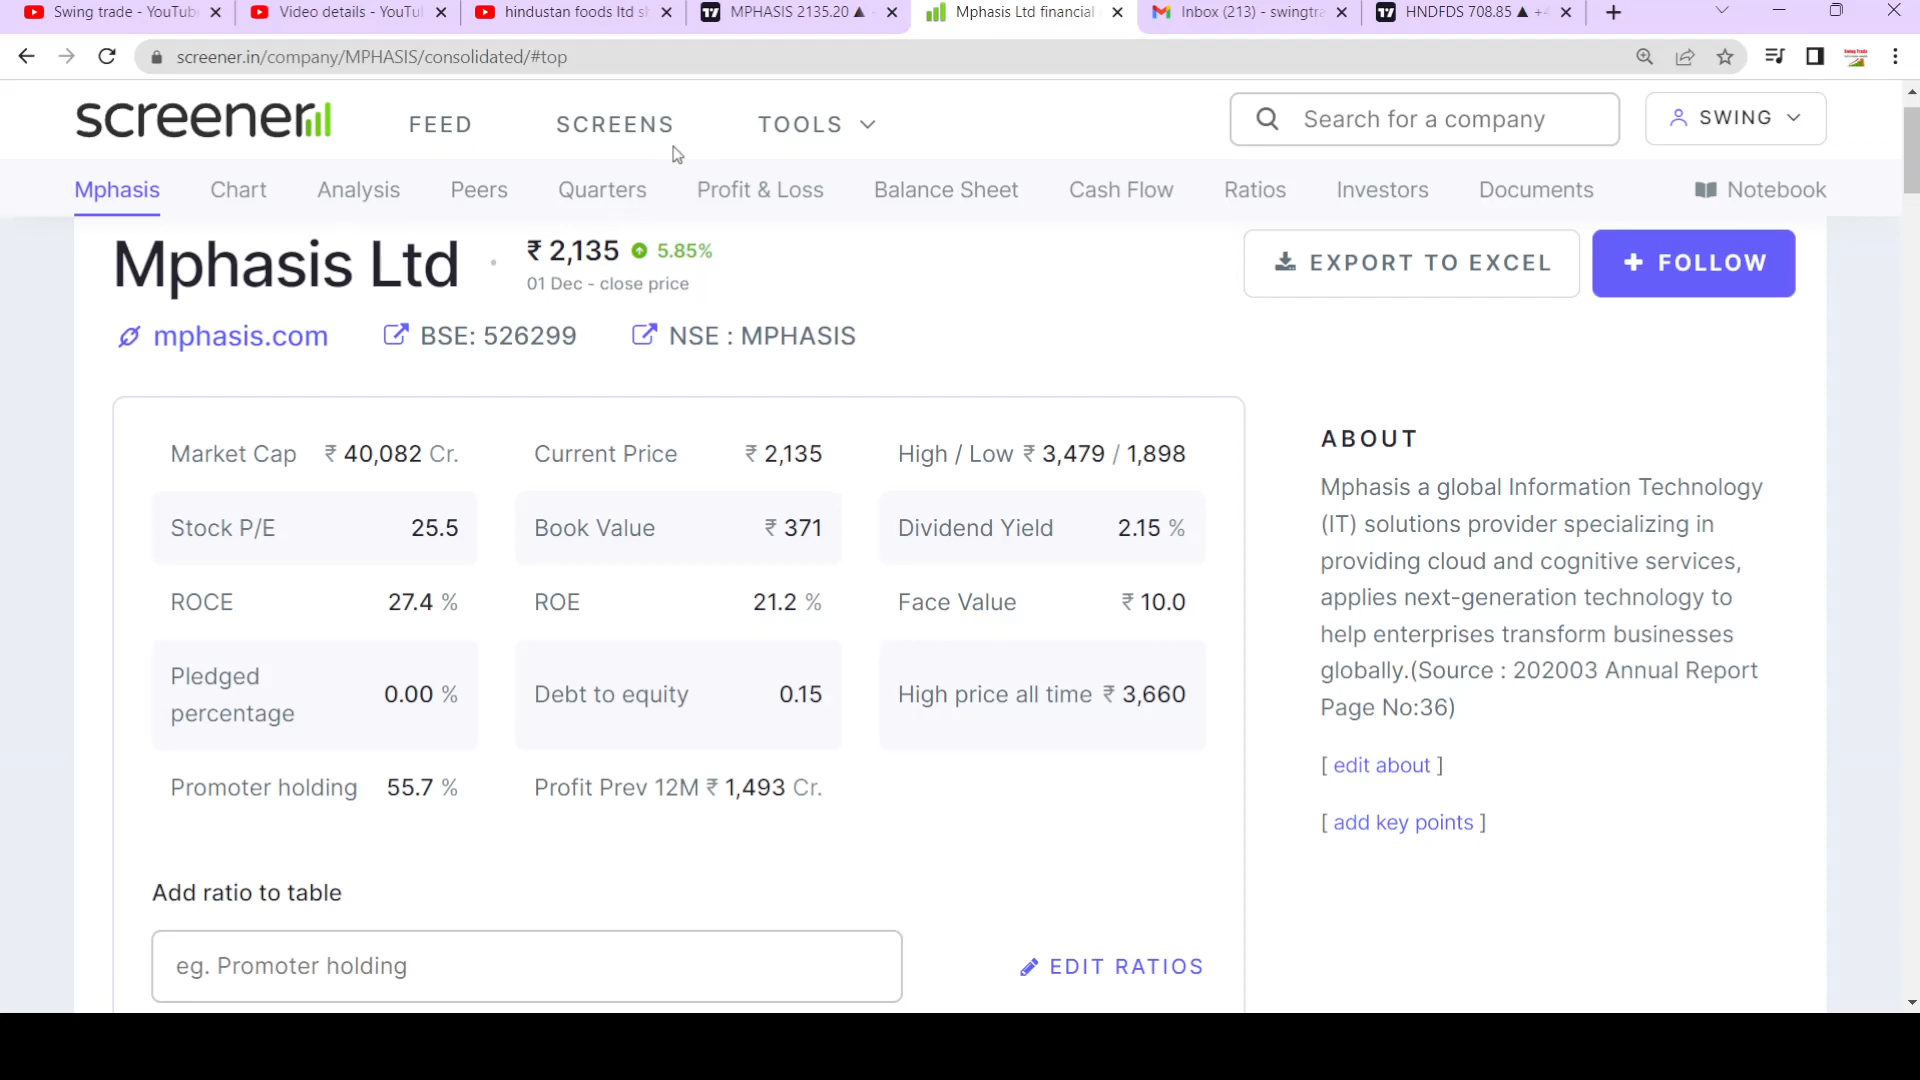 Swing trade - YouTub
Video details - YouTu
hindustan foods ltd s
MPHASIS 2135.20 ▲
Mphasis Ltd financial
Inbox (213) - swingtra
HNDFDS 708.85 ▲ +
screener.in/company/MPHASIS/consolidated/#top
screener
FEED
SCREENS
TOOLS
Search for a company
SWING
Mphasis
Chart
Analysis
Peers
Quarters
Profit & Loss
Balance Sheet
Cash Flow
Ratios
Investors
Documents
Notebook
Mphasis Ltd
₹ 2,135 5.85%
01 Dec - close price
EXPORT TO EXCEL
+ FOLLOW
mphasis.com
BSE: 526299
NSE : MPHASIS
Market Cap ₹ 40,082 Cr.
Current Price ₹ 2,135
High / Low ₹ 3,479 / 1,898
Stock P/E 25.5
Book Value ₹ 371
Dividend Yield 2.15 %
ROCE 27.4 %
ROE 21.2 %
Face Value ₹ 10.0
Pledged
percentage 0.00 %
Debt to equity 0.15
High price all time ₹ 3,660
Promoter holding 55.7 %
Profit Prev 12M ₹ 1,493 Cr.
Add ratio to table
eg. Promoter holding
EDIT RATIOS
ABOUT
Mphasis a global Information Technology
(IT) solutions provider specializing in
providing cloud and cognitive services,
applies next-generation technology to
help enterprises transform businesses
globally.(Source : 202003 Annual Report
Page No:36)
[ edit about ]
[ add key points ]